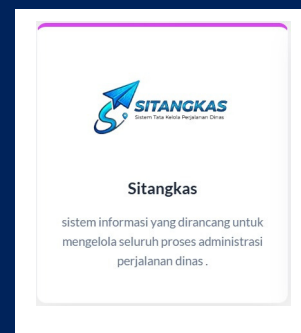 SITANGKAS
Sistem Tata Kelola Perjalanan Dinas
Sitangkas
sistem informasi yang dirancang untuk
mengelola seluruh proses administrasi
perjalanan dinas .